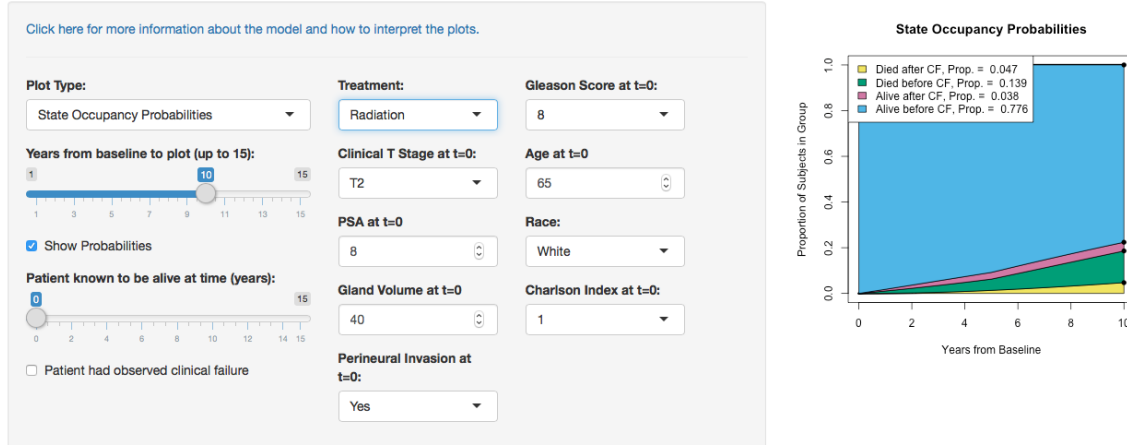 Click here for more information about the model and how to interpret the plots.
Plot Type:
State Occupancy Probabilities
Years from baseline to plot (up to 15):
1 10 15
1 3 5 7 9 11 13 15
Show Probabilities
Patient known to be alive at time (years):
0 15
0 2 4 6 8 10 12 14 15
Patient had observed clinical failure
Treatment:
Radiation
Clinical T Stage at t=0:
T2
PSA at t=0
8
Gland Volume at t=0
40
Perineural Invasion at
t=0:
Yes
Gleason Score at t=0:
8
Age at t=0
65
Race:
White
Charlson Index at t=0:
1
State Occupancy Probabilities
Died after CF, Prop. = 0.047
Died before CF, Prop. = 0.139
Alive after CF, Prop. = 0.038
Alive before CF, Prop. = 0.776
Proportion of Subjects in Group
1.0
0.8
0.6
0.4
0.2
0.0
0 2 4 6 8 10
Years from Baseline